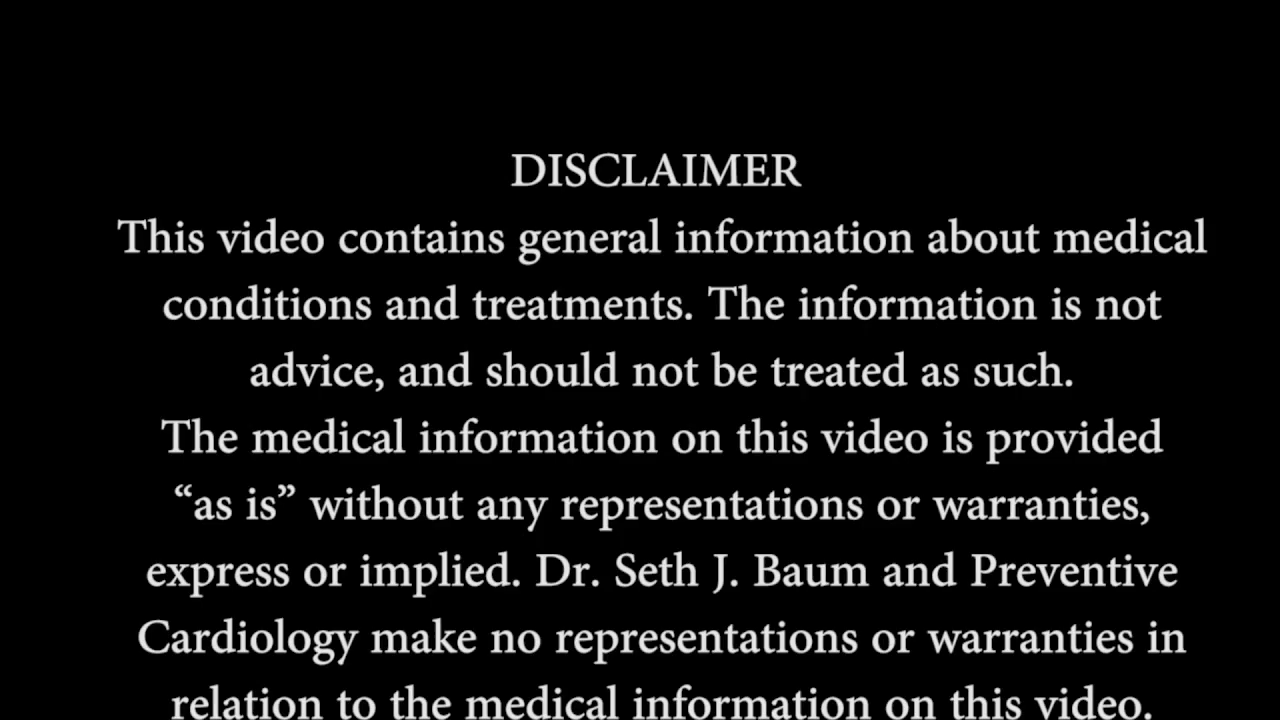 DISCLAIMER
This video contains general information about medical
conditions and treatments. The information is not
advice, and should not be treated as such.
The medical information on this video is provided
“as is” without any representations or warranties,
express or implied. Dr. Seth J. Baum and Preventive
Cardiology make no representations or warranties in
relation to the medical information on this video.